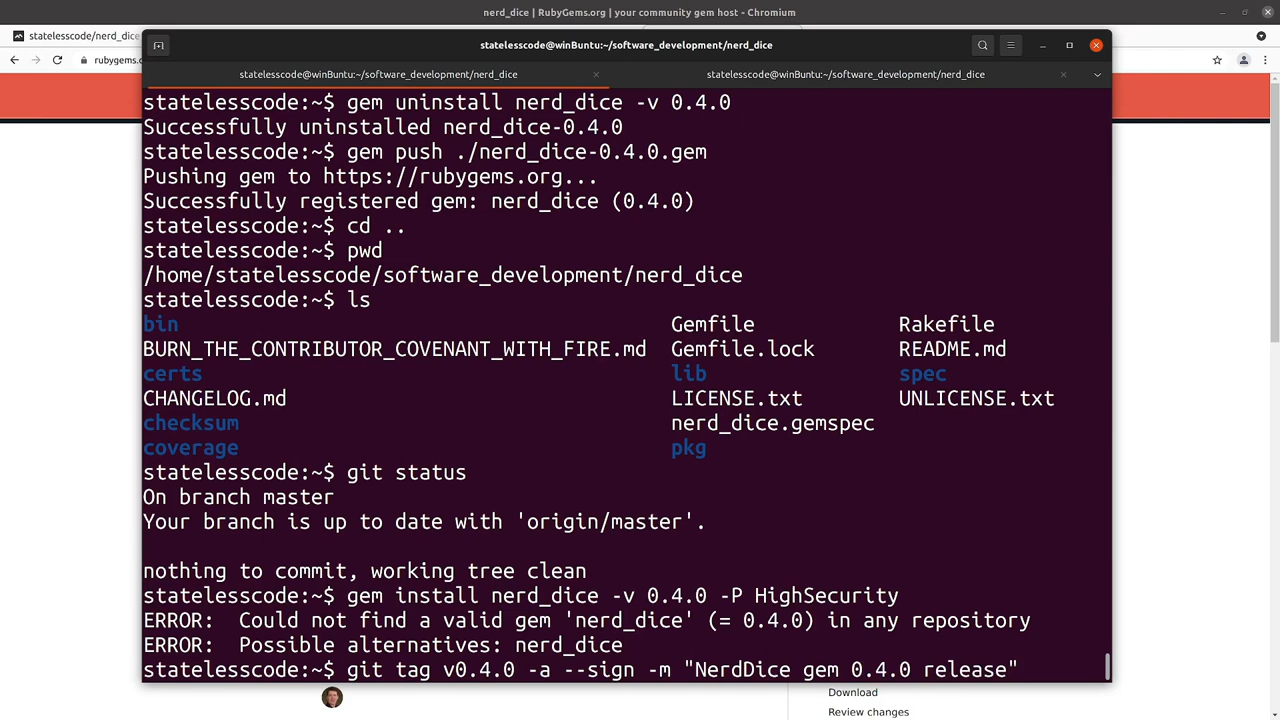 nerd_dice | RubyGems.org | your community gem host - Chromium
statelesscode/nerd_dice
rubygems.o
statelesscode@winBuntu:~/software_development/nerd_dice
statelesscode@winBuntu:~/software_development/nerd_dice
statelesscode@winBuntu:~/software_development/nerd_dice
statelesscode:~$ gem uninstall nerd_dice -v 0.4.0
Successfully uninstalled nerd_dice-0.4.0
statelesscode:~$ gem push ./nerd_dice-0.4.0.gem
Pushing gem to https://rubygems.org...
Successfully registered gem: nerd_dice (0.4.0)
statelesscode:~$ cd ..
statelesscode:~$ pwd
/home/statelesscode/software_development/nerd_dice
statelesscode:~$ ls
bin Gemfile Rakefile
BURN_THE_CONTRIBUTOR_COVENANT_WITH_FIRE.md Gemfile.lock README.md
certs lib spec
CHANGELOG.md LICENSE.txt UNLICENSE.txt
checksum nerd_dice.gemspec
coverage pkg
statelesscode:~$ git status
On branch master
Your branch is up to date with 'origin/master'.
nothing to commit, working tree clean
statelesscode:~$ gem install nerd_dice -v 0.4.0 -P HighSecurity
ERROR:  Could not find a valid gem 'nerd_dice' (= 0.4.0) in any repository
ERROR:  Possible alternatives: nerd_dice
statelesscode:~$ git tag v0.4.0 -a --sign -m "NerdDice gem 0.4.0 release"
Download
Review changes